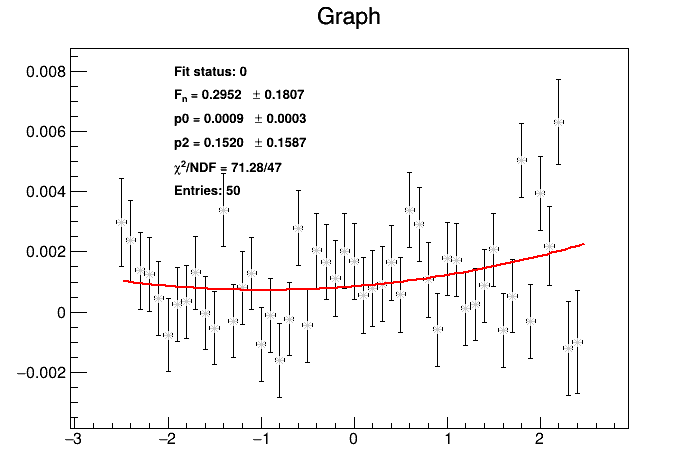 Graph
0.008
0.006
0.004
0.002
0
−0.002
Fit status: 0
Fn = 0.2952 ± 0.1807
p0 = 0.0009 ± 0.0003
p2 = 0.1520 ± 0.1587
χ²/NDF = 71.28/47
Entries: 50
−3 −2 −1 0 1 2